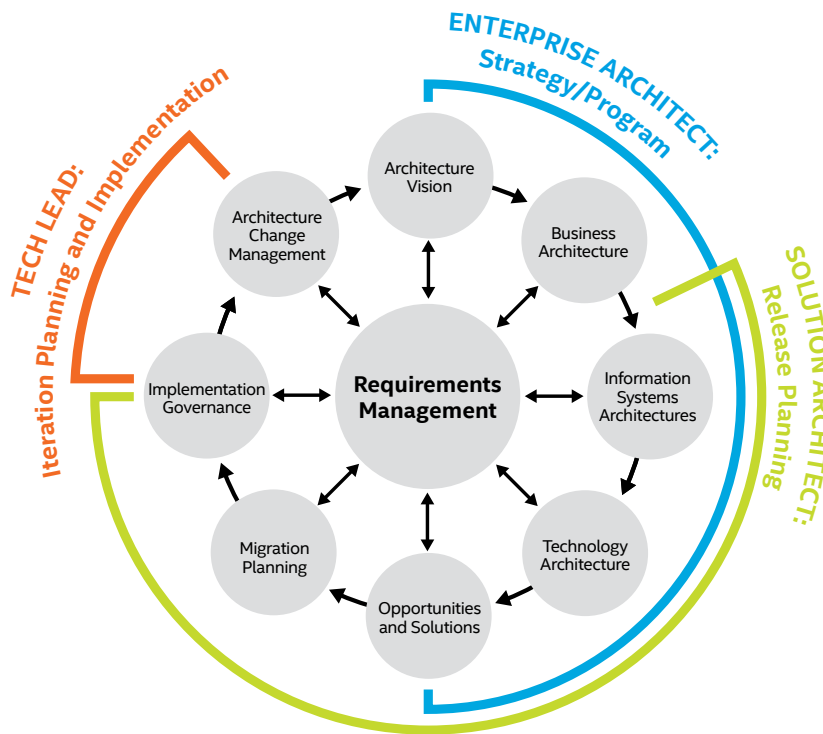 ENTERPRISE ARCHITECT:
Strategy/Program
TECH LEAD:
Iteration Planning and Implementation
SOLUTION ARCHITECT:
Release Planning
Architecture
Vision
Business
Architecture
Information
Systems
Architectures
Technology
Architecture
Opportunities
and Solutions
Migration
Planning
Implementation
Governance
Architecture
Change
Management
Requirements
Management